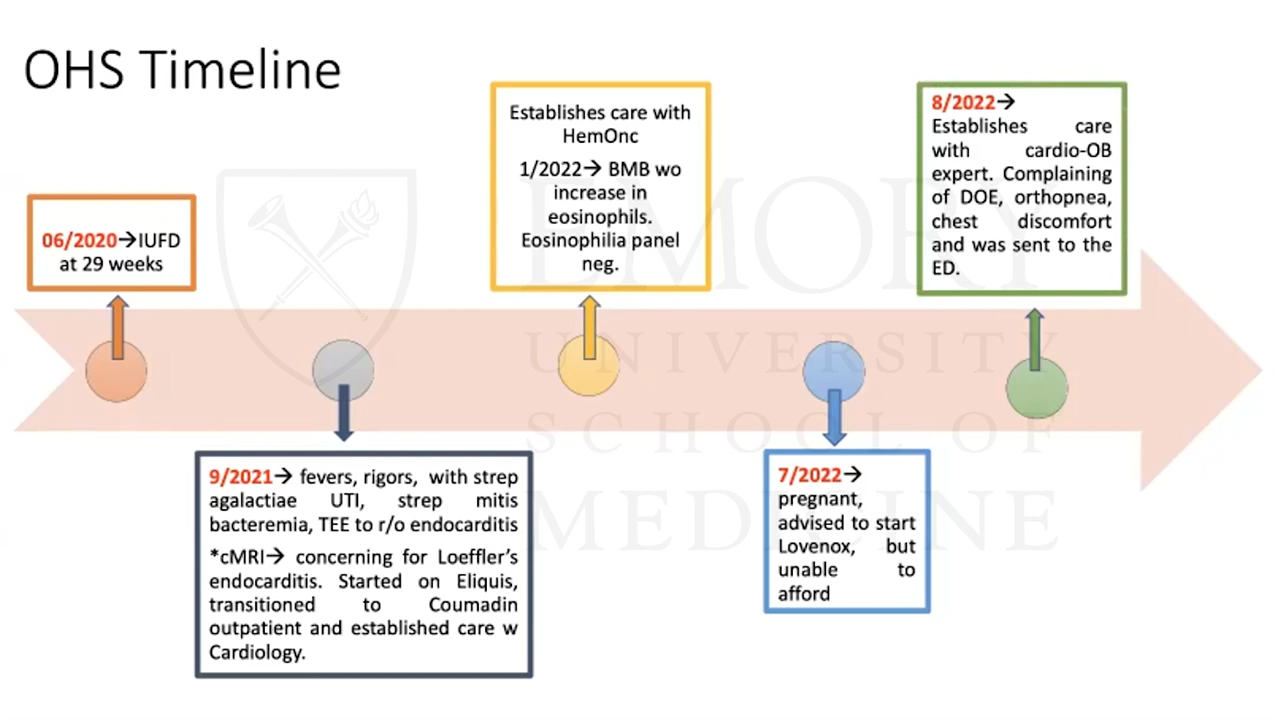 OHS Timeline
06/2020→IUFD
at 29 weeks
9/2021→ fevers, rigors, with strep
agalactiae UTI, strep mitis
bacteremia, TEE to r/o endocarditis
*cMRI→ concerning for Loeffler's
endocarditis. Started on Eliquis,
transitioned to Coumadin
outpatient and established care w
Cardiology.
Establishes care with
HemOnc
1/2022→ BMB wo
increase in
eosinophils.
Eosinophilia panel
neg.
7/2022→
pregnant,
advised to start
Lovenox, but
unable to
afford
8/2022→
Establishes care
with cardio-OB
expert. Complaining
of DOE, orthopnea,
chest discomfort
and was sent to the
ED.
EMORY
UNIVERSITY
SCHOOL OF
MEDICINE